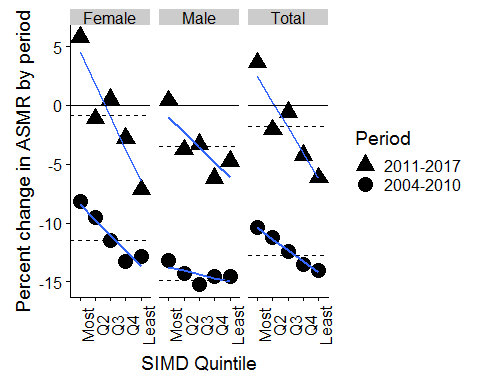 Female Male Total
Percent change in ASMR by period
5
0
-5
-10
-15
Most Q2 Q3 Q4 Least Most Q2 Q3 Q4 Least Most Q2 Q3 Q4 Least
SIMD Quintile
Period
2011-2017
2004-2010